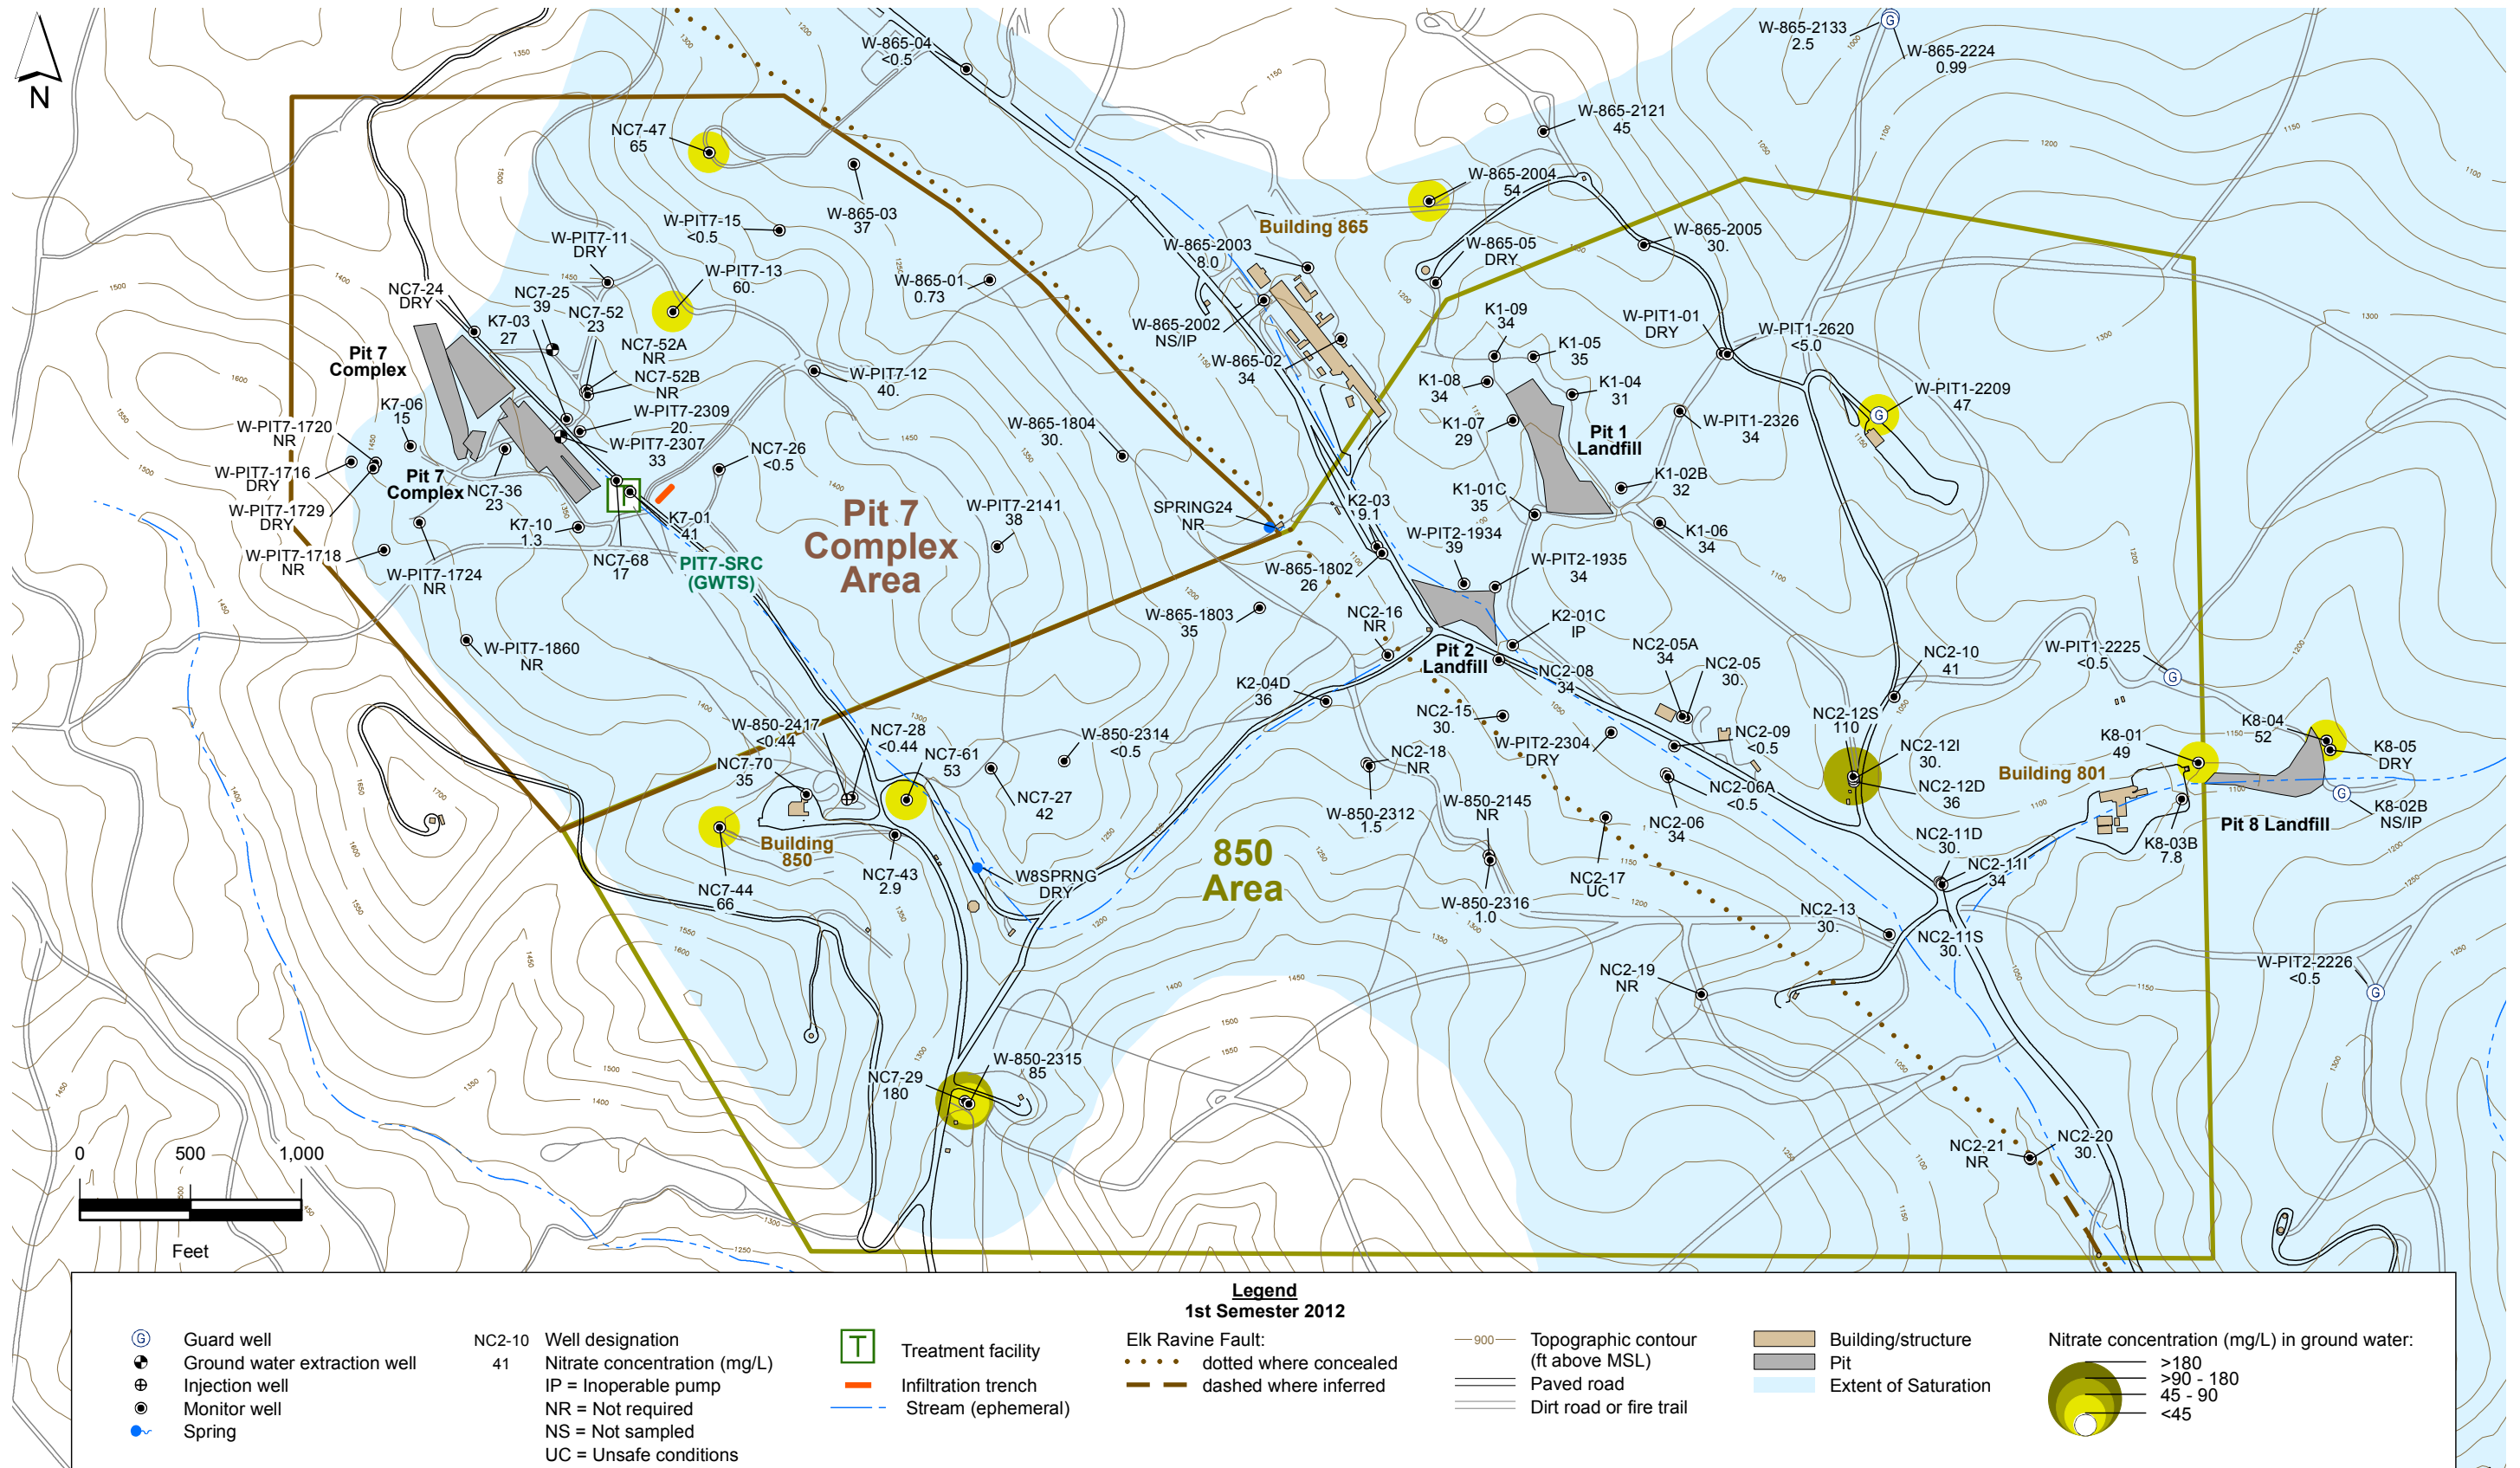 N
W-865-04
<0.5
W-865-2133
2.5
W-865-2224
0.99
NC7-47
65
W-865-2121
45
W-865-2004
54
W-865-03
37
W-PIT7-15
<0.5
W-PIT7-11
DRY
W-PIT7-13
60.
Building 865
W-865-2003
8.0
W-865-05
DRY
W-865-2005
30.
W-865-01
0.73
NC7-24
DRY
NC7-25
39
K7-03
27
NC7-52
23
NC7-52A
NR
NC7-52B
NR
W-865-2002
NS/IP
W-865-02
34
K1-09
34
K1-05
35
K1-08
34
K1-04
31
K1-07
29
W-PIT1-01
DRY
W-PIT1-2620
<5.0
W-PIT1-2209
47
W-PIT1-2326
34
Pit 1
Landfill
Pit 7
Complex
K7-06
15
W-PIT7-12
40.
W-PIT7-2309
20.
W-PIT7-2307
33
W-PIT7-1720
NR
W-PIT7-1716
DRY
W-PIT7-1729
DRY
Pit 7
Complex
NC7-36
23
NC7-26
<0.5
W-865-1804
30.
K1-02B
32
K1-01C
35
K1-06
34
K7-10
1.3
K7-01
41
NC7-68
17
PIT7-SRC
(GWTS)
Pit 7
Complex
Area
W-PIT7-2141
38
SPRING24
NR
K2-03
9.1
W-PIT2-1934
39
W-PIT2-1935
34
W-865-1802
26
W-PIT7-1718
NR
W-PIT7-1724
NR
W-PIT7-1860
NR
W-865-1803
35
NC2-16
NR
K2-01C
IP
Pit 2
Landfill
NC2-05A
34
NC2-05
30.
NC2-08
34
NC2-10
41
W-PIT1-2225
<0.5
K2-04D
36
NC2-15
30.
W-850-2417
<0.44
NC7-28
<0.44
NC7-61
53
W-850-2314
<0.5
NC7-70
35
NC7-27
42
NC2-18
NR
W-PIT2-2304
DRY
NC2-09
<0.5
NC2-12S
110
NC2-12I
30.
NC2-12D
36
Building 801
K8-01
49
K8-04
52
K8-05
DRY
K8-02B
NS/IP
Pit 8 Landfill
K8-03B
7.8
W-850-2312
1.5
W-850-2145
NR
NC2-06A
<0.5
NC2-06
34
Building
850
NC7-44
66
NC7-43
2.9
W8SPRNG
DRY
850
Area
W-850-2316
1.0
NC2-17
UC
NC2-11D
30.
NC2-11I
34
NC2-13
30.
NC2-11S
30.
NC2-19
NR
W-PIT2-2226
<0.5
W-850-2315
85
NC7-29
180
NC2-21
NR
NC2-20
30.
0 500 1,000
Feet
Legend
1st Semester 2012
G Guard well
Ground water extraction well
Injection well
Monitor well
Spring
NC2-10 Well designation
41 Nitrate concentration (mg/L)
IP = Inoperable pump
NR = Not required
NS = Not sampled
UC = Unsafe conditions
T Treatment facility
Infiltration trench
Stream (ephemeral)
Elk Ravine Fault:
dotted where concealed
dashed where inferred
900 Topographic contour
(ft above MSL)
Paved road
Dirt road or fire trail
Building/structure
Pit
Extent of Saturation
Nitrate concentration (mg/L) in ground water:
>180
>90 - 180
45 - 90
<45